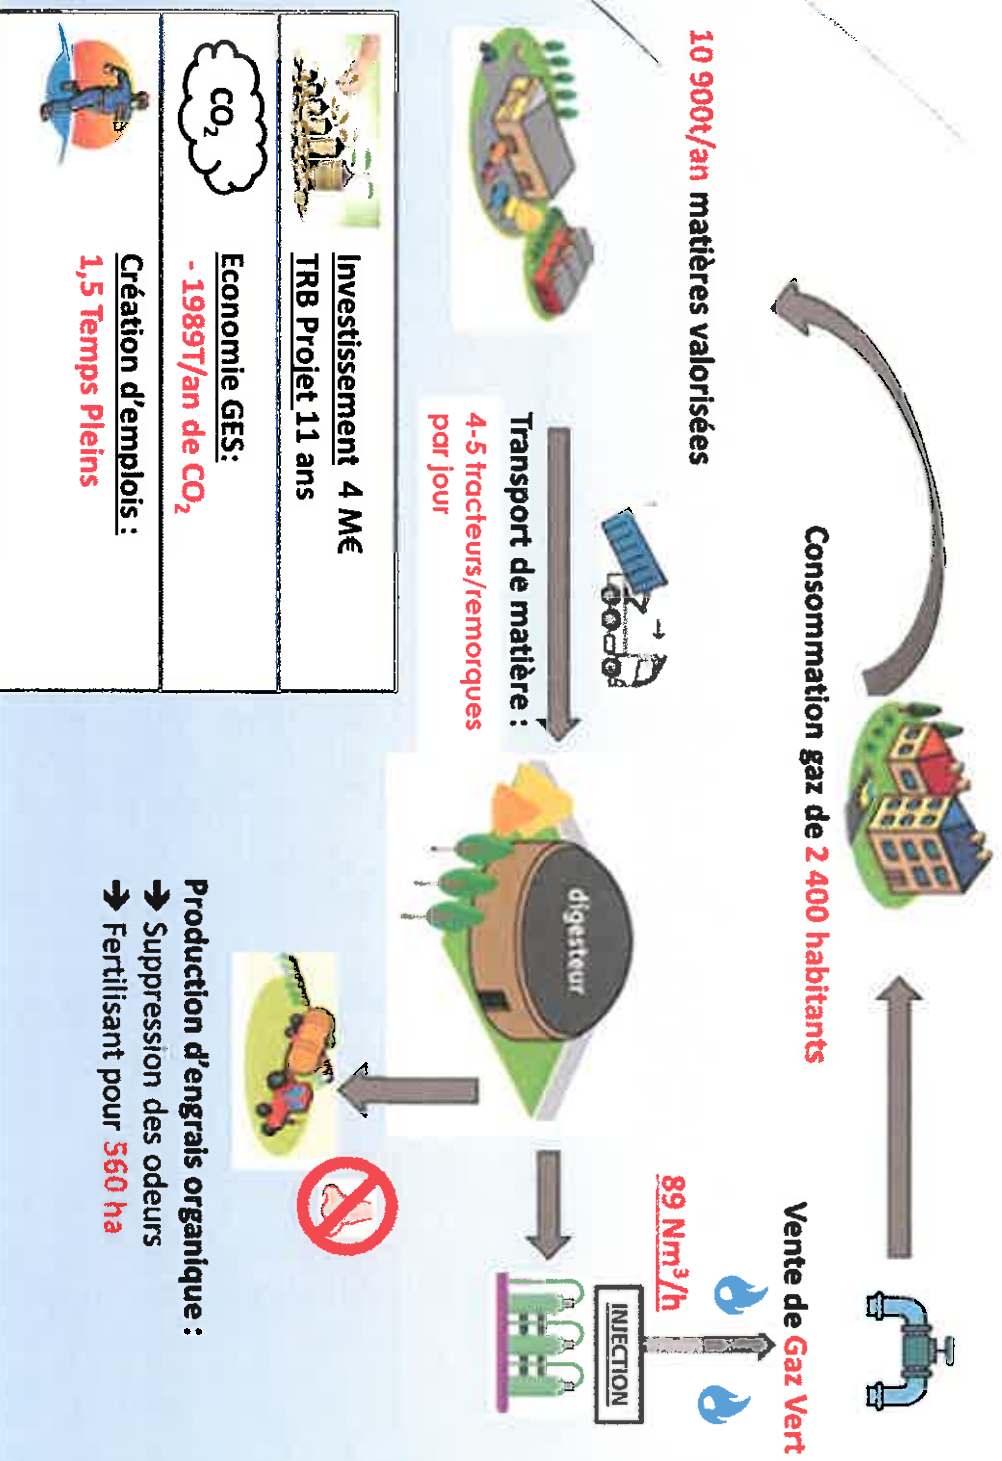 10 900t/an matières valorisées
Consommation gaz de 2 400 habitants
Vente de Gaz Vert
89 Nm³/h
INJECTION
Transport de matière :
4-5 tracteurs/remorques
par jour
digesteur
Production d'engrais organique :
➔ Suppression des odeurs
➔ Fertilisant pour 560 ha
Investissement 4 M€
TRB Projet 11 ans
CO₂
Economie GES:
- 1989T/an de CO₂
Création d'emplois :
1,5 Temps Pleins